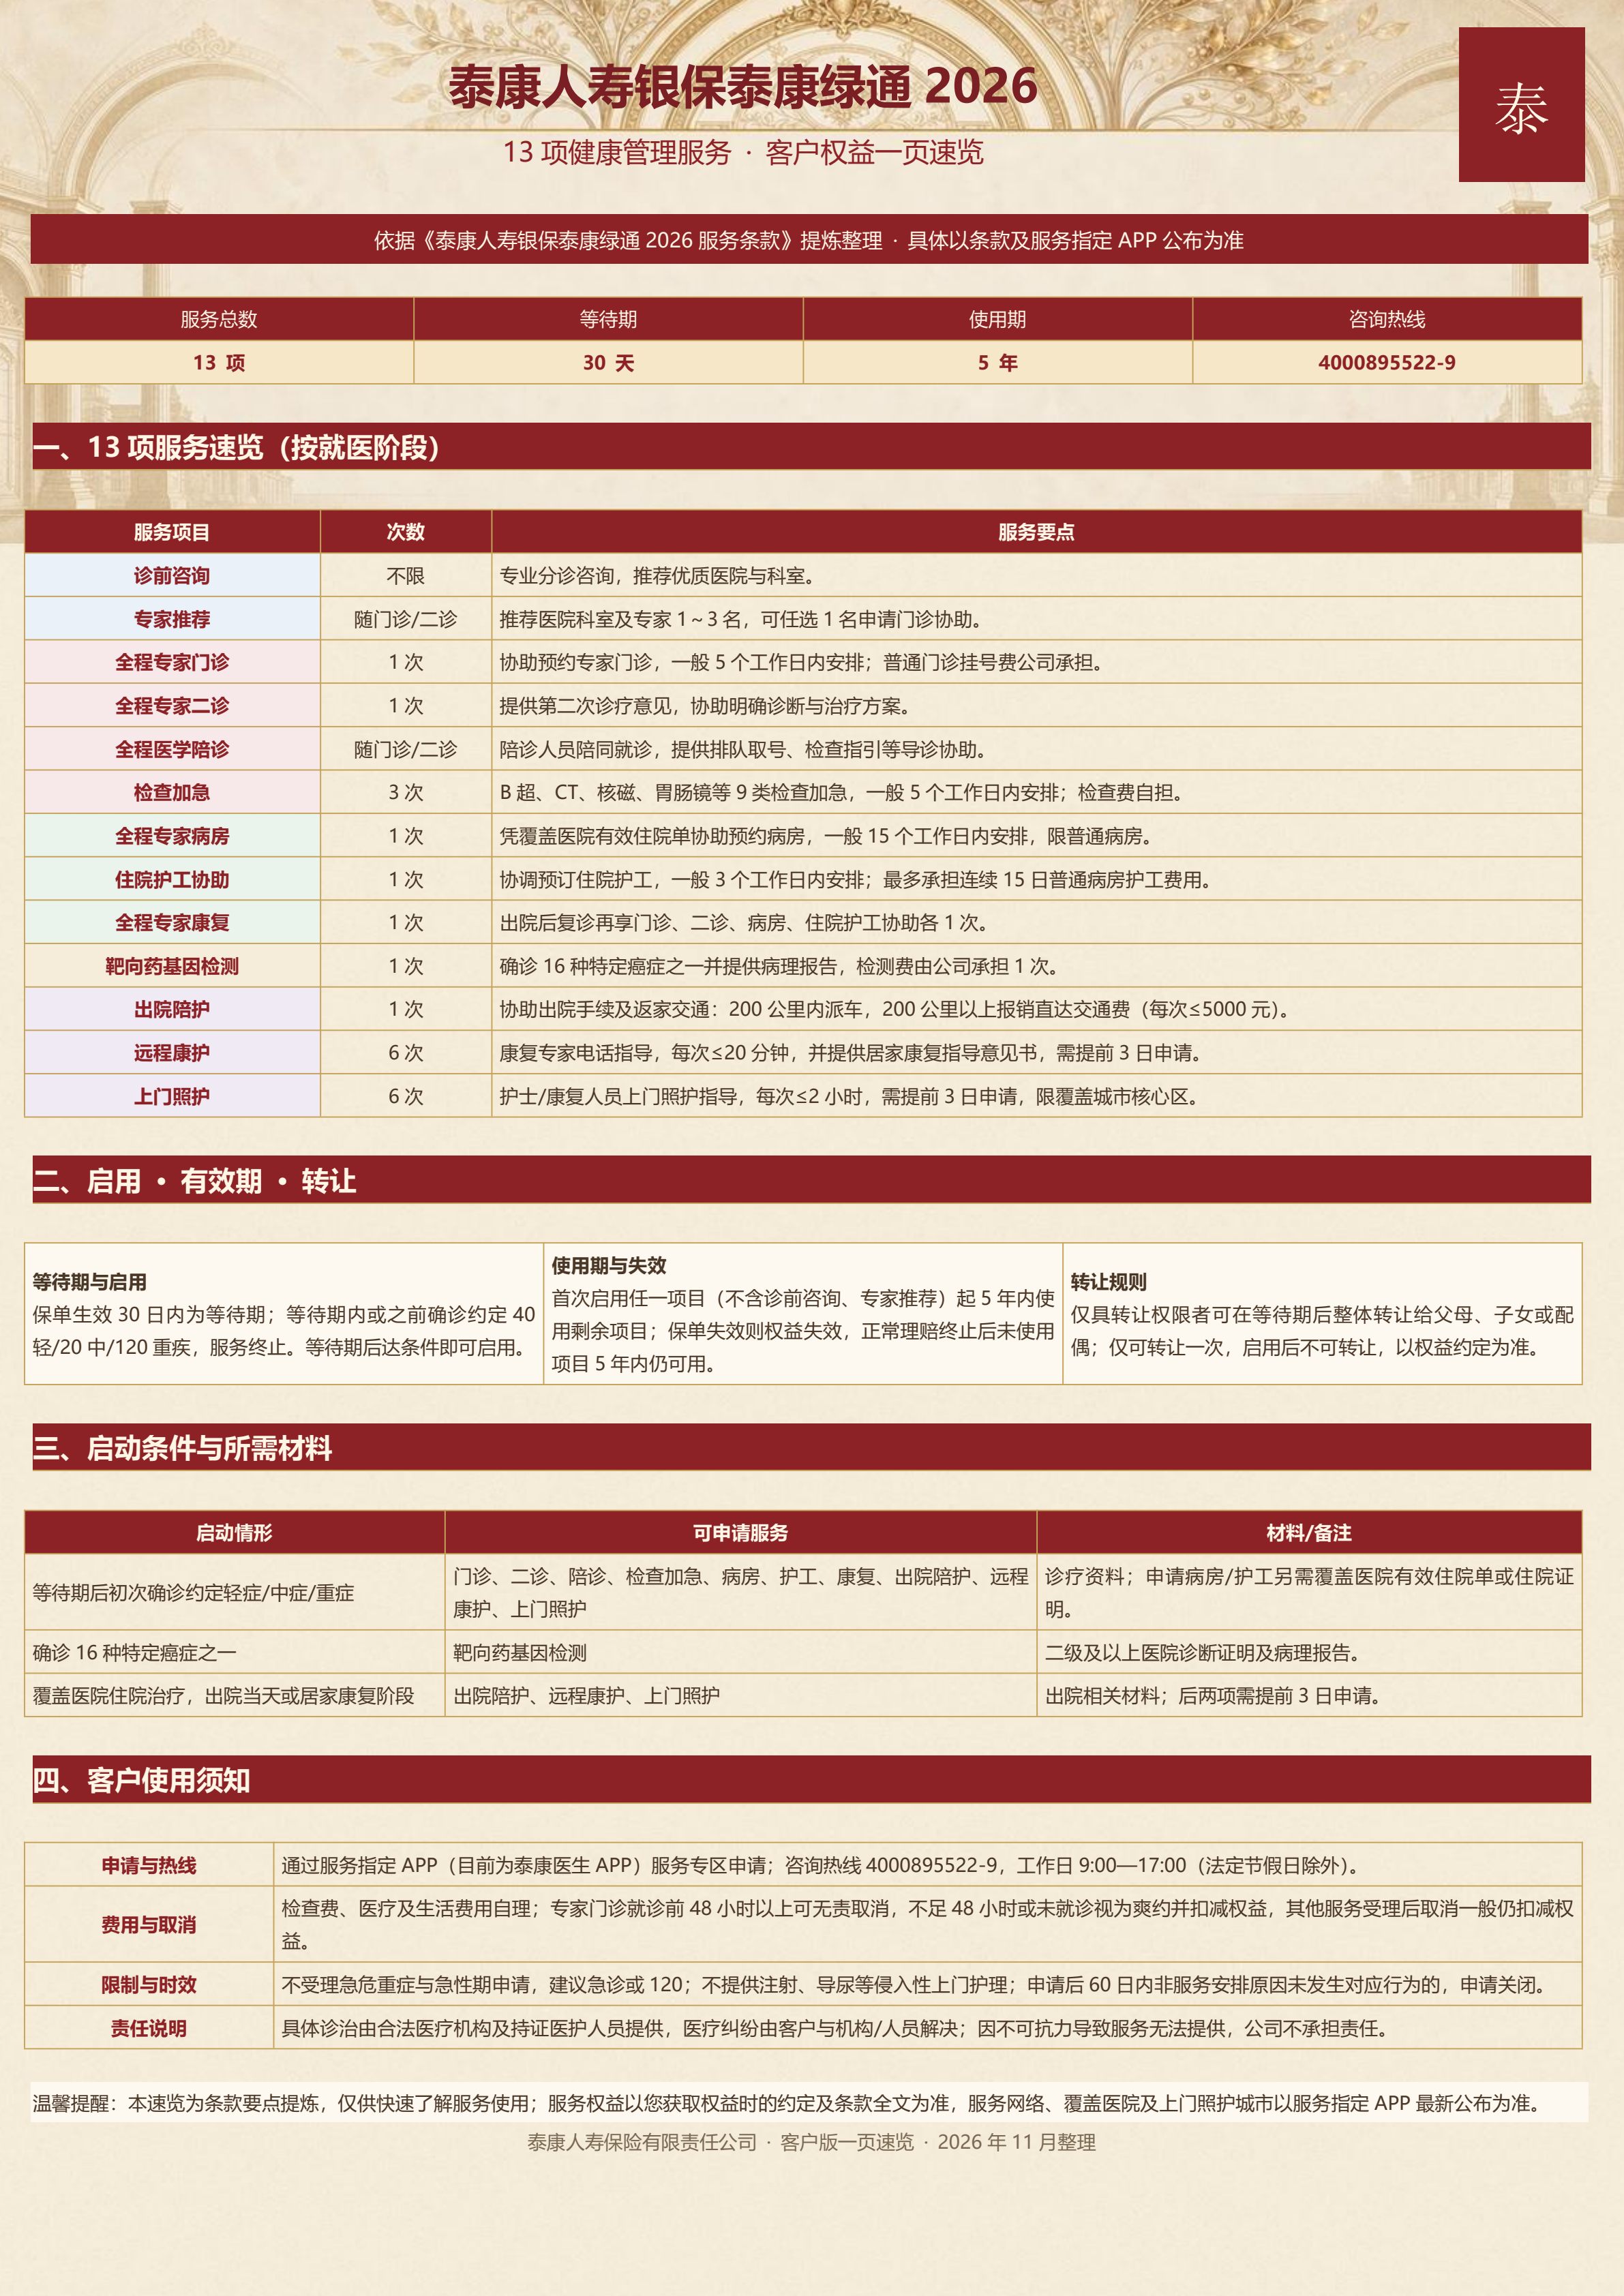 泰康人寿银保泰康绿通 2026
泰
13 项健康管理服务 · 客户权益一页速览
依据《泰康人寿银保泰康绿通 2026 服务条款》提炼整理 · 具体以条款及服务指定 APP 公布为准
服务总数 等待期 使用期 咨询热线
13 项 30 天 5 年 4000895522-9
一、13 项服务速览（按就医阶段）
服务项目 次数 服务要点
诊前咨询 不限 专业分诊咨询，推荐优质医院与科室。
专家推荐 随门诊/二诊 推荐医院科室及专家 1～3 名，可任选 1 名申请门诊协助。
全程专家门诊 1 次 协助预约专家门诊，一般 5 个工作日内安排；普通门诊挂号费公司承担。
全程专家二诊 1 次 提供第二次诊疗意见，协助明确诊断与治疗方案。
全程医学陪诊 随门诊/二诊 陪诊人员陪同就诊，提供排队取号、检查指引等导诊协助。
检查加急 3 次 B 超、CT、核磁、胃肠镜等 9 类检查加急，一般 5 个工作日内安排；检查费自担。
全程专家病房 1 次 凭覆盖医院有效住院单协助预约病房，一般 15 个工作日内安排，限普通病房。
住院护工协助 1 次 协调预订住院护工，一般 3 个工作日内安排；最多承担连续 15 日普通病房护工费用。
全程专家康复 1 次 出院后复诊再享门诊、二诊、病房、住院护工协助各 1 次。
靶向药基因检测 1 次 确诊 16 种特定癌症之一并提供病理报告，检测费由公司承担 1 次。
出院陪护 1 次 协助出院手续及返家交通：200 公里内派车，200 公里以上报销直达交通费（每次≤5000 元）。
远程康护 6 次 康复专家电话指导，每次≤20 分钟，并提供居家康复指导意见书，需提前 3 日申请。
上门照护 6 次 护士/康复人员上门照护指导，每次≤2 小时，需提前 3 日申请，限覆盖城市核心区。
二、启用 • 有效期 • 转让
等待期与启用
保单生效 30 日内为等待期；等待期内或之前确诊约定 40
轻/20 中/120 重疾，服务终止。等待期后达条件即可启用。
使用期与失效
首次启用任一项目（不含诊前咨询、专家推荐）起 5 年内使
用剩余项目；保单失效则权益失效，正常理赔终止后未使用
项目 5 年内仍可用。
转让规则
仅具转让权限者可在等待期后整体转让给父母、子女或配
偶；仅可转让一次，启用后不可转让，以权益约定为准。
三、启动条件与所需材料
启动情形 可申请服务 材料/备注
等待期后初次确诊约定轻症/中症/重症
门诊、二诊、陪诊、检查加急、病房、护工、康复、出院陪护、远程
康护、上门照护
诊疗资料；申请病房/护工另需覆盖医院有效住院单或住院证
明。
确诊 16 种特定癌症之一 靶向药基因检测 二级及以上医院诊断证明及病理报告。
覆盖医院住院治疗，出院当天或居家康复阶段 出院陪护、远程康护、上门照护 出院相关材料；后两项需提前 3 日申请。
四、客户使用须知
申请与热线 通过服务指定 APP（目前为泰康医生 APP）服务专区申请；咨询热线 4000895522-9，工作日 9:00—17:00（法定节假日除外）。
费用与取消
检查费、医疗及生活费用自理；专家门诊就诊前 48 小时以上可无责取消，不足 48 小时或未就诊视为爽约并扣减权益，其他服务受理后取消一般仍扣减权
益。
限制与时效 不受理急危重症与急性期申请，建议急诊或 120；不提供注射、导尿等侵入性上门护理；申请后 60 日内非服务安排原因未发生对应行为的，申请关闭。
责任说明 具体诊治由合法医疗机构及持证医护人员提供，医疗纠纷由客户与机构/人员解决；因不可抗力导致服务无法提供，公司不承担责任。
温馨提醒：本速览为条款要点提炼，仅供快速了解服务使用；服务权益以您获取权益时的约定及条款全文为准，服务网络、覆盖医院及上门照护城市以服务指定 APP 最新公布为准。
泰康人寿保险有限责任公司 · 客户版一页速览 · 2026 年 11 月整理